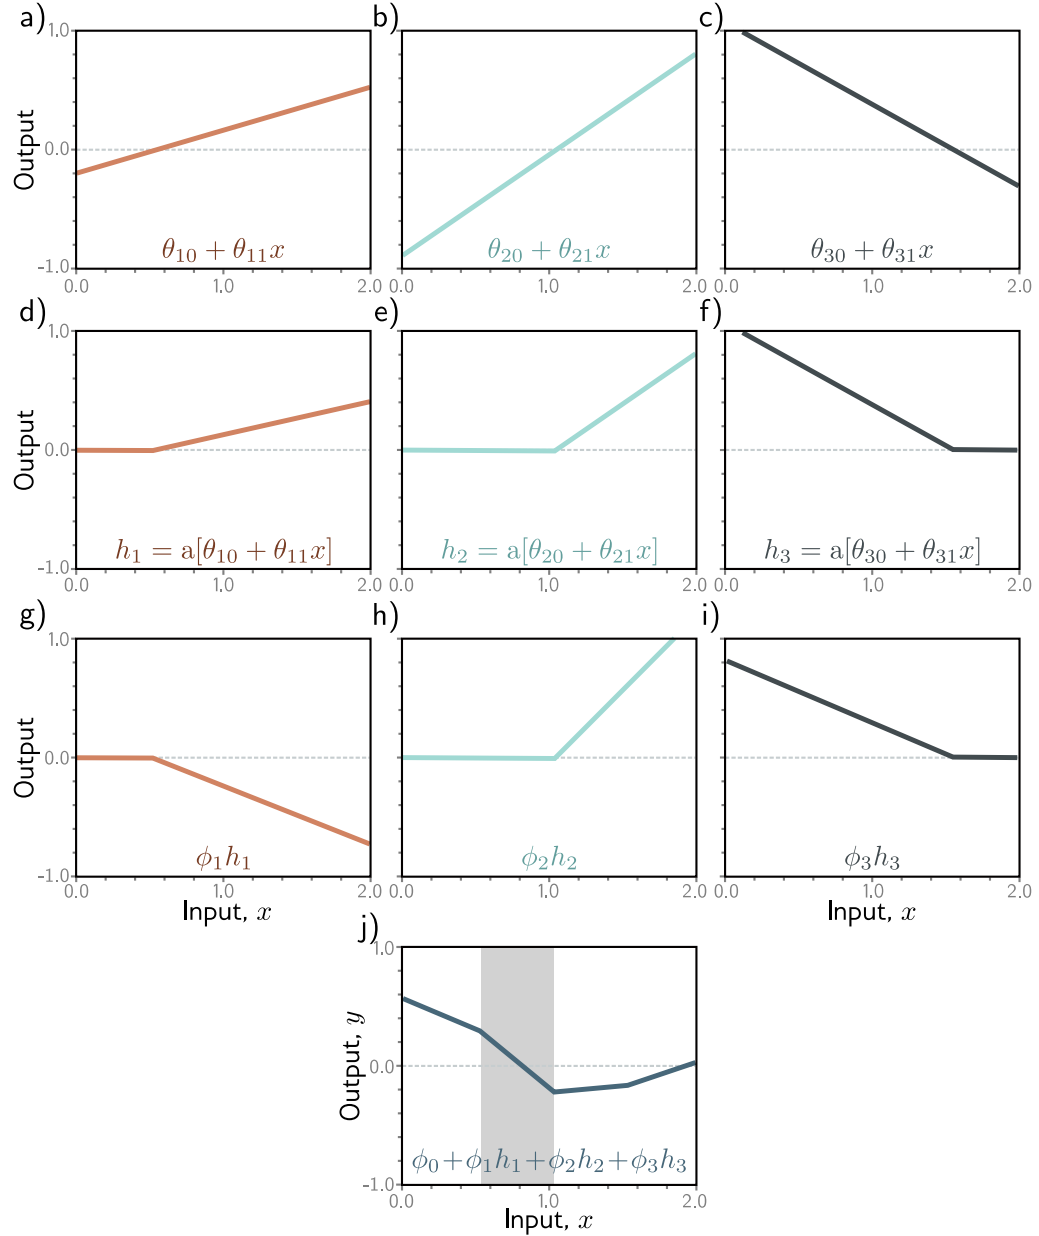 a) b) c)
1.0
Output
0.0
-1.0
θ₁₀ + θ₁₁x θ₂₀ + θ₂₁x θ₃₀ + θ₃₁x
0.0 1.0 2.0 0.0 1.0 2.0 0.0 1.0 2.0
d) e) f)
1.0
Output
0.0
-1.0
h₁ = a[θ₁₀ + θ₁₁x] h₂ = a[θ₂₀ + θ₂₁x] h₃ = a[θ₃₀ + θ₃₁x]
0.0 1.0 2.0 0.0 1.0 2.0 0.0 1.0 2.0
g) h) i)
1.0
Output
0.0
-1.0
ϕ₁h₁ ϕ₂h₂ ϕ₃h₃
0.0 1.0 2.0 0.0 1.0 2.0 0.0 1.0 2.0
Input, x Input, x
j)
1.0
Output, y
0.0
-1.0
ϕ₀+ϕ₁h₁+ϕ₂h₂+ϕ₃h₃
0.0 1.0 2.0
Input, x